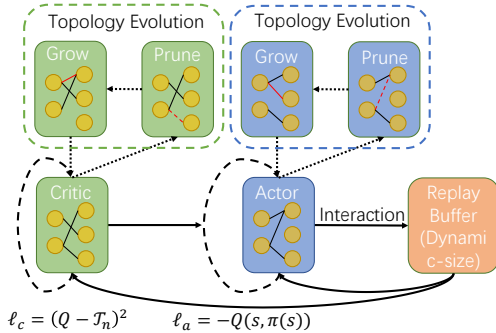 Topology Evolution
Topology Evolution
Grow
Prune
Grow
Prune
Critic
Actor
Interaction
Replay
Buffer
(Dynami
c-size)
ℓ_c = (Q − 𝒯_n)^2
ℓ_a = −Q(s, π(s))